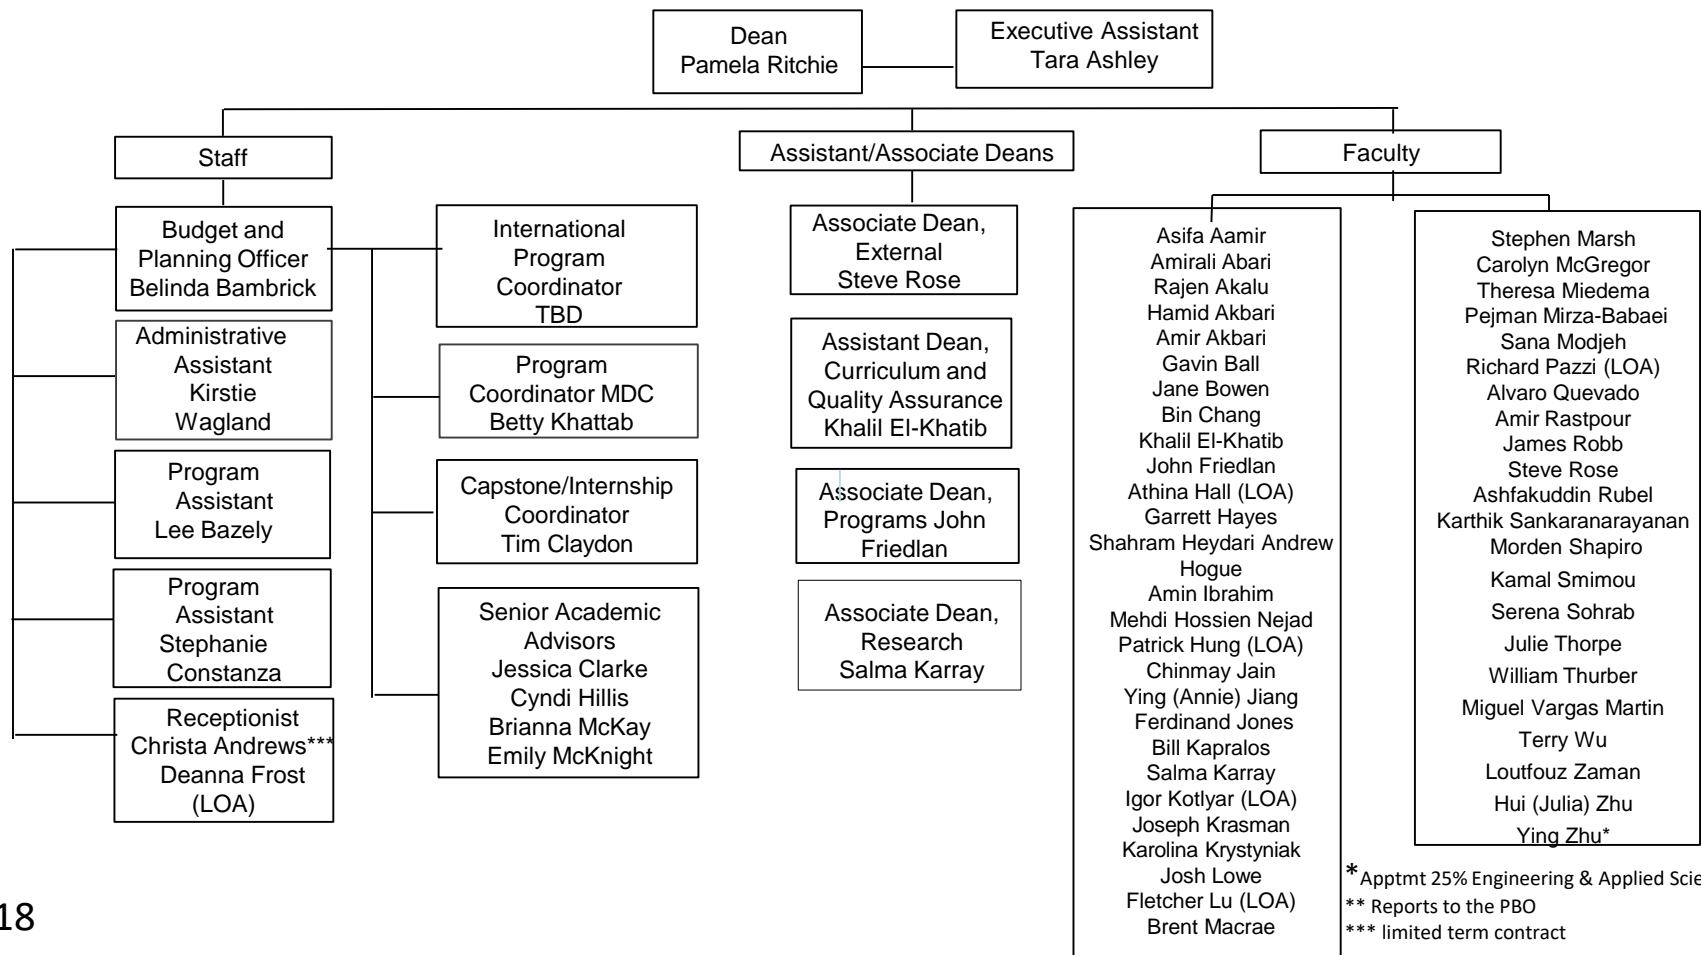 Dean
Pamela Ritchie
Executive Assistant
Tara Ashley
Staff
Assistant/Associate Deans
Faculty
Budget and
Planning Officer
Belinda Bambrick
Administrative
Assistant
Kirstie
Wagland
Program
Assistant
Lee Bazely
Program
Assistant
Stephanie
Constanza
Receptionist
Christa Andrews***
Deanna Frost
(LOA)
International
Program
Coordinator
TBD
Program
Coordinator MDC
Betty Khattab
Capstone/Internship
Coordinator
Tim Claydon
Senior Academic
Advisors
Jessica Clarke
Cyndi Hillis
Brianna McKay
Emily McKnight
Associate Dean,
External
Steve Rose
Assistant Dean,
Curriculum and
Quality Assurance
Khalil El-Khatib
Associate Dean,
Programs John
Friedlan
Associate Dean,
Research
Salma Karray
Asifa Aamir
Amirali Abari
Rajen Akalu
Hamid Akbari
Amir Akbari
Gavin Ball
Jane Bowen
Bin Chang
Khalil El-Khatib
John Friedlan
Athina Hall (LOA)
Garrett Hayes
Shahram Heydari Andrew
Hogue
Amin Ibrahim
Mehdi Hossien Nejad
Patrick Hung (LOA)
Chinmay Jain
Ying (Annie) Jiang
Ferdinand Jones
Bill Kapralos
Salma Karray
Igor Kotlyar (LOA)
Joseph Krasman
Karolina Krystyniak
Josh Lowe
Fletcher Lu (LOA)
Brent Macrae
Stephen Marsh
Carolyn McGregor
Theresa Miedema
Pejman Mirza-Babaei
Sana Modjeh
Richard Pazzi (LOA)
Alvaro Quevado
Amir Rastpour
James Robb
Steve Rose
Ashfakuddin Rubel
Karthik Sankaranarayanan
Morden Shapiro
Kamal Smimou
Serena Sohrab
Julie Thorpe
William Thurber
Miguel Vargas Martin
Terry Wu
Loutfouz Zaman
Hui (Julia) Zhu
Ying Zhu*
*Apptmt 25% Engineering & Applied Scie
** Reports to the PBO
*** limited term contract
18